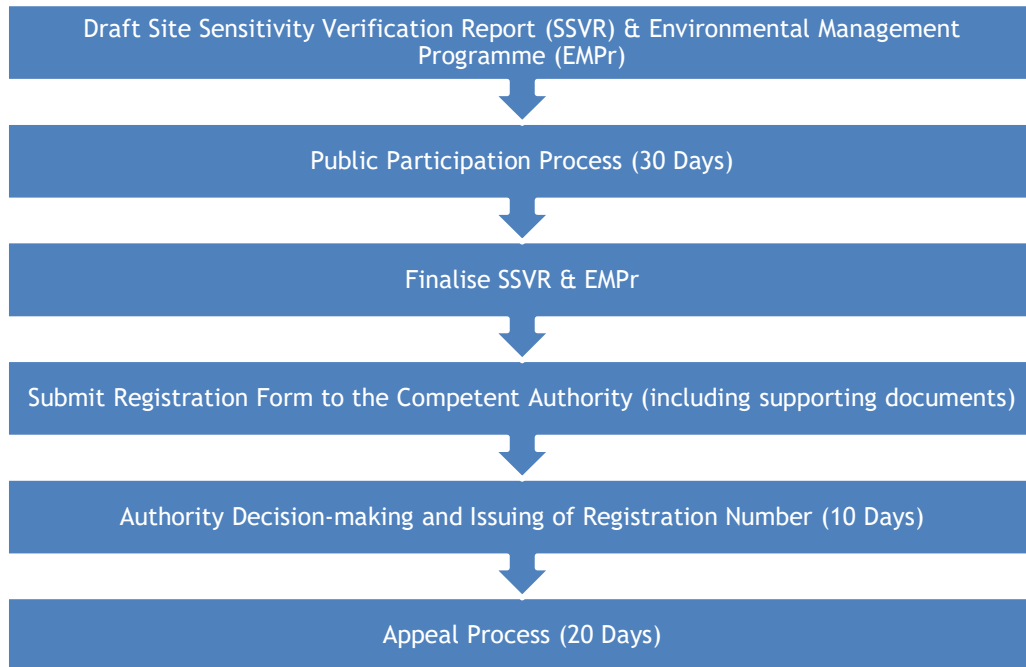 Draft Site Sensitivity Verification Report (SSVR) & Environmental Management
Programme (EMPr)
Public Participation Process (30 Days)
Finalise SSVR & EMPr
Submit Registration Form to the Competent Authority (including supporting documents)
Authority Decision-making and Issuing of Registration Number (10 Days)
Appeal Process (20 Days)